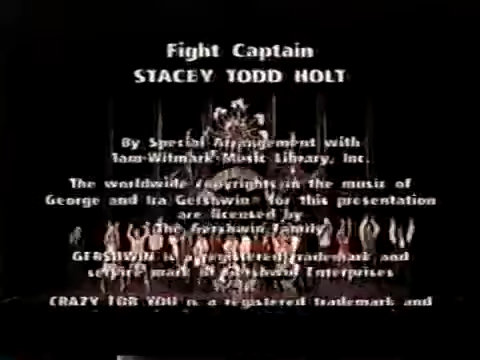 Fight Captain
STACEY TODD HOLT
By Special Arrangement with
Tam-Witmark Music Library, Inc.
The worldwide copyrights in the music of
George and Ira Gershwin for this presentation
are licensed by
The Gershwin Family
GERSHWIN is a registered trademark and
service mark of Gershwin Enterprises
CRAZY FOR YOU is a registered trademark and